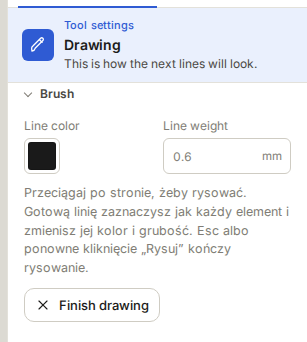 Tool settings
Drawing
This is how the next lines will look.
Brush
Line color
Line weight
0.6 mm
Przeciągaj po stronie, żeby rysować.
Gotową linię zaznaczysz jak każdy element i
zmienisz jej kolor i grubość. Esc albo
ponowne kliknięcie „Rysuj” kończy
rysowanie.
Finish drawing